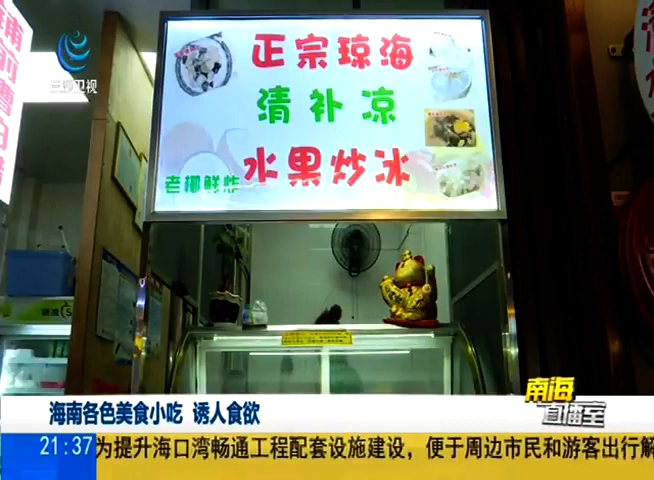 三沙卫视
正宗琼海
清补凉
水果炒冰
老椰鲜炸
海南各色美食小吃 诱人食欲
南海
直播室
21:37 为提升海口湾畅通工程配套设施建设，便于周边市民和游客出行解